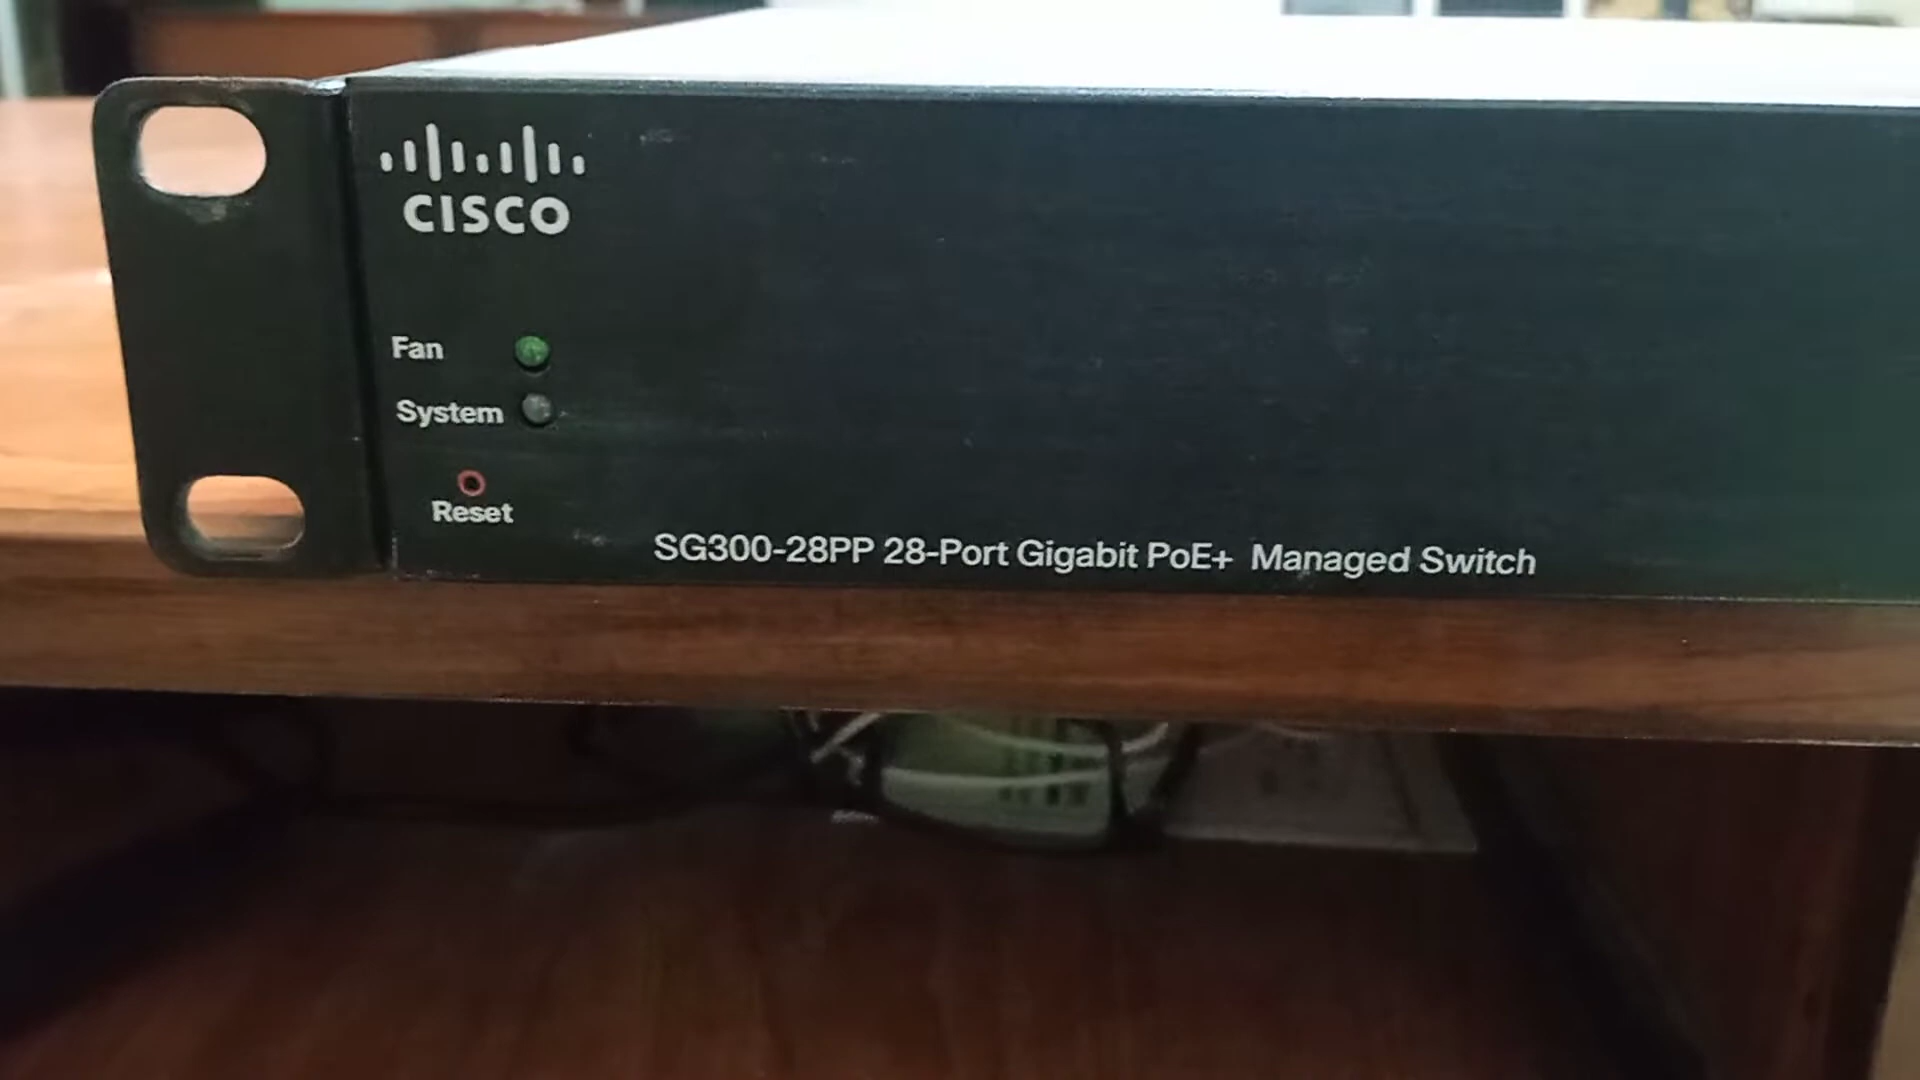 CISCO
Fan
System
Reset
SG300-28PP 28-Port Gigabit PoE+ Managed Switch